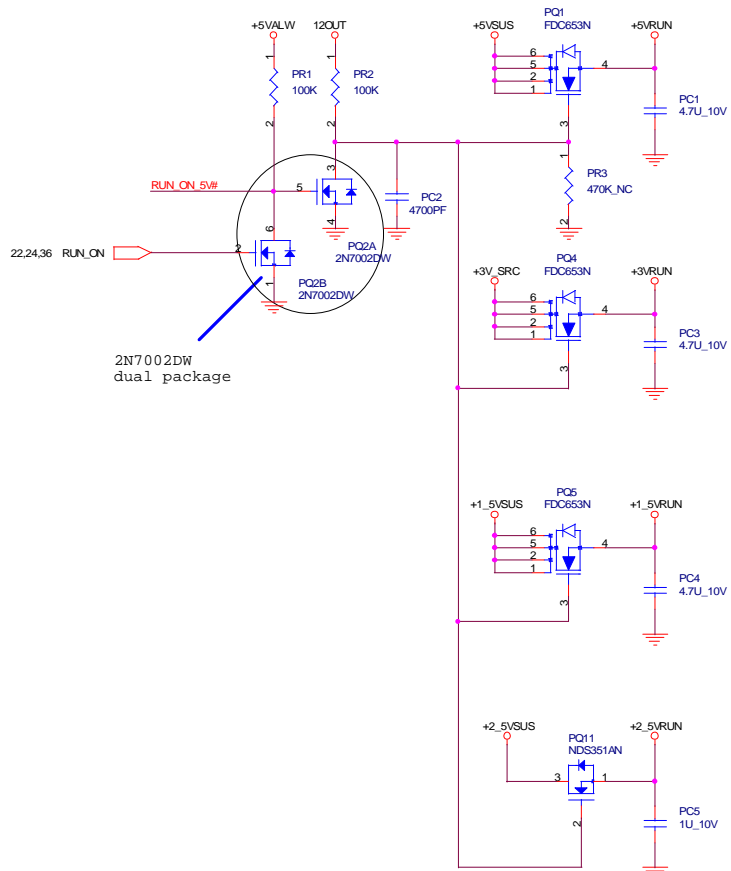 PQ1
FDC653N
+5VALW 12OUT +5VSUS +5VRUN
1 1 6 5 2 1 4
PR1
100K
PR2
100K
PC1
4.7U_10V
2 2 3
3 1
PR3
470K_NC
2
RUN_ON_5V#
5
PC2
4700PF
4
6
PQ2A
2N7002DW
22,24,36 RUN_ON
2
PQ2B
2N7002DW
1
PQ4
FDC653N
+3V_SRC +3VRUN
6 5 2 1 4
3
PC3
4.7U_10V
2N7002DW
dual package
PQ5
FDC653N
+1_5VSUS +1_5VRUN
6 5 2 1 4
3
PC4
4.7U_10V
+2_5VSUS +2_5VRUN
PQ11
NDS351AN
3 1
2
PC5
1U_10V